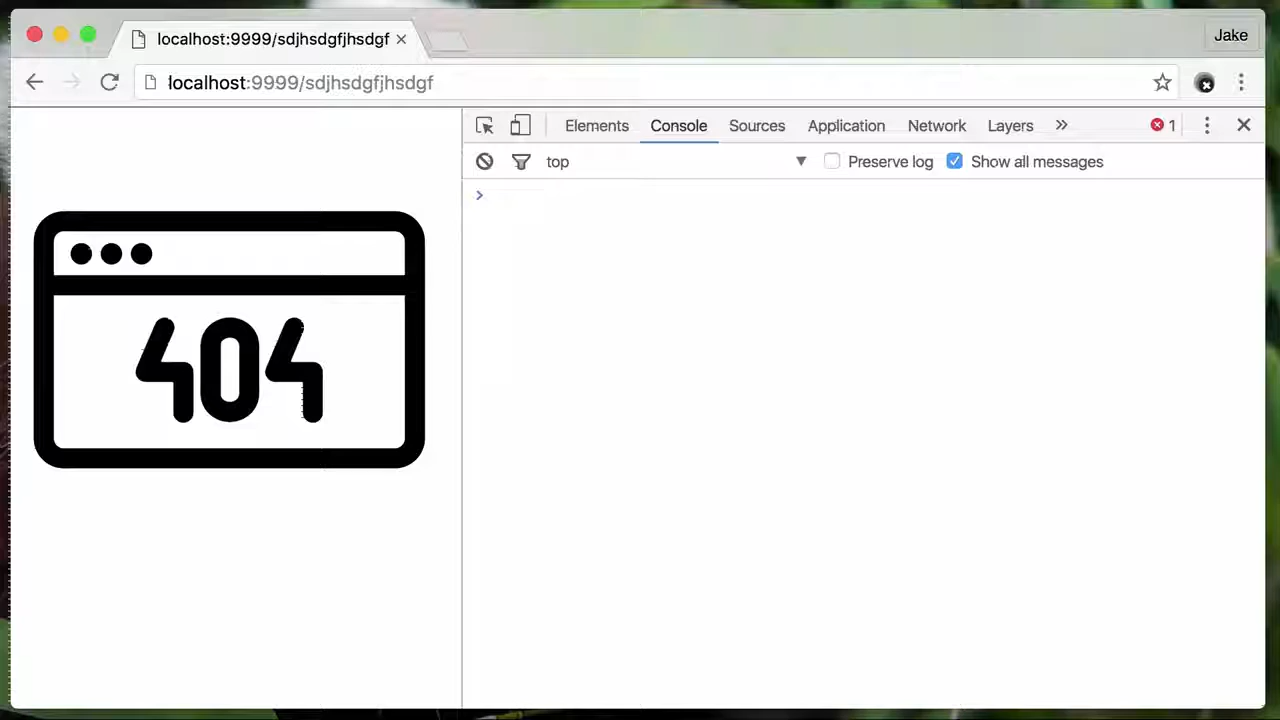 localhost:9999/sdjhsdgfjhsdgf
Jake
localhost:9999/sdjhsdgfjhsdgf
Elements Console Sources Application Network Layers 1
top Preserve log Show all messages
404